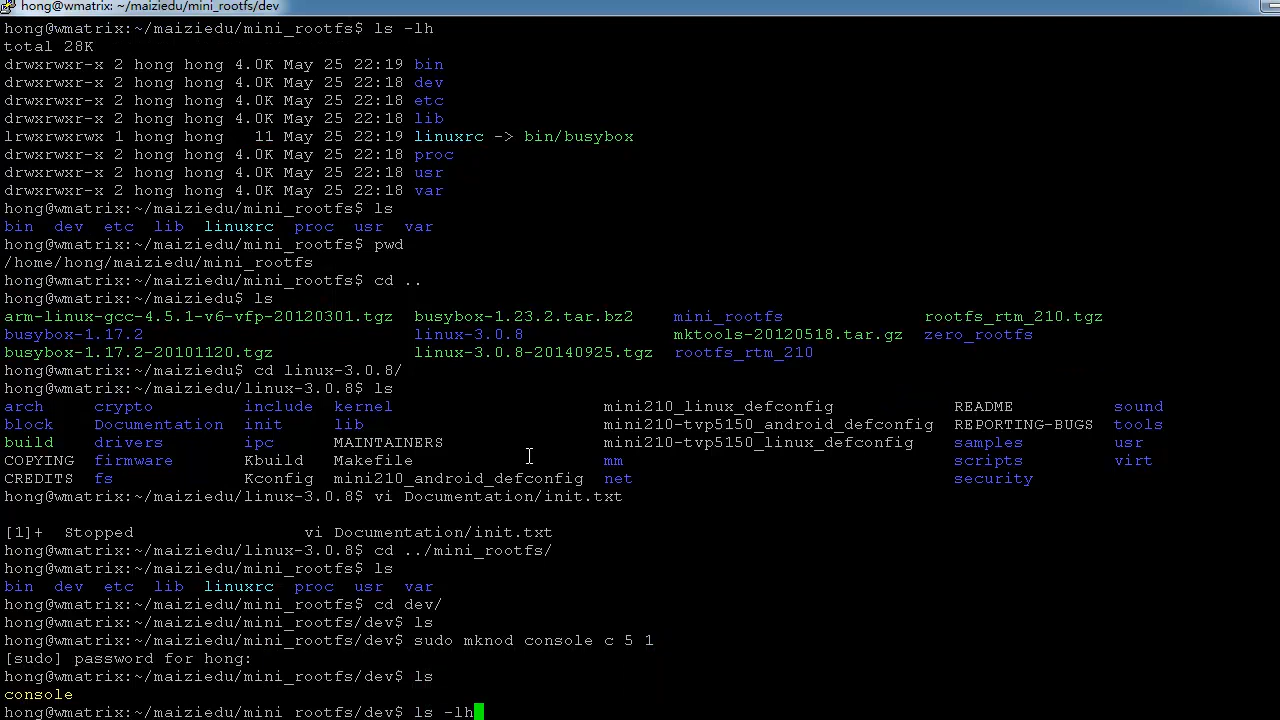 hong@wmatrix: ~/maiziedu/mini_rootfs/dev
hong@wmatrix:~/maiziedu/mini_rootfs$ ls -lh
total 28K
drwxrwxr-x 2 hong hong 4.0K May 25 22:19 bin
drwxrwxr-x 2 hong hong 4.0K May 25 22:18 dev
drwxrwxr-x 2 hong hong 4.0K May 25 22:18 etc
drwxrwxr-x 2 hong hong 4.0K May 25 22:18 lib
lrwxrwxrwx 1 hong hong   11 May 25 22:19 linuxrc -> bin/busybox
drwxrwxr-x 2 hong hong 4.0K May 25 22:18 proc
drwxrwxr-x 2 hong hong 4.0K May 25 22:18 usr
drwxrwxr-x 2 hong hong 4.0K May 25 22:18 var
hong@wmatrix:~/maiziedu/mini_rootfs$ ls
bin  dev  etc  lib  linuxrc  proc  usr  var
hong@wmatrix:~/maiziedu/mini_rootfs$ pwd
/home/hong/maiziedu/mini_rootfs
hong@wmatrix:~/maiziedu/mini_rootfs$ cd ..
hong@wmatrix:~/maiziedu$ ls
arm-linux-gcc-4.5.1-v6-vfp-20120301.tgz  busybox-1.23.2.tar.bz2  mini_rootfs  rootfs_rtm_210.tgz
busybox-1.17.2  linux-3.0.8  mktools-20120518.tar.gz  zero_rootfs
busybox-1.17.2-20101120.tgz  linux-3.0.8-20140925.tgz  rootfs_rtm_210
hong@wmatrix:~/maiziedu$ cd linux-3.0.8/
hong@wmatrix:~/maiziedu/linux-3.0.8$ ls
arch  crypto  include  kernel  mini210_linux_defconfig  README  sound
block  Documentation  init  lib  mini210-tvp5150_android_defconfig  REPORTING-BUGS  tools
build  drivers  ipc  MAINTAINERS  mini210-tvp5150_linux_defconfig  samples  usr
COPYING  firmware  Kbuild  Makefile  mm  scripts  virt
CREDITS  fs  Kconfig  mini210_android_defconfig  net  security
hong@wmatrix:~/maiziedu/linux-3.0.8$ vi Documentation/init.txt
[1]+  Stopped                 vi Documentation/init.txt
hong@wmatrix:~/maiziedu/linux-3.0.8$ cd ../mini_rootfs/
hong@wmatrix:~/maiziedu/mini_rootfs$ ls
bin  dev  etc  lib  linuxrc  proc  usr  var
hong@wmatrix:~/maiziedu/mini_rootfs$ cd dev/
hong@wmatrix:~/maiziedu/mini_rootfs/dev$ ls
hong@wmatrix:~/maiziedu/mini_rootfs/dev$ sudo mknod console c 5 1
[sudo] password for hong:
hong@wmatrix:~/maiziedu/mini_rootfs/dev$ ls
console
hong@wmatrix:~/maiziedu/mini_rootfs/dev$ ls -lh